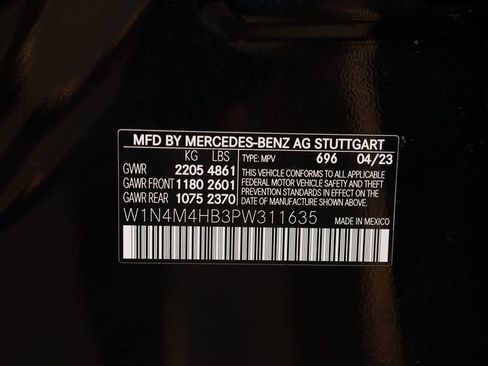 MFD BY MERCEDES-BENZ AG STUTTGART
KG LBS TYPE: MPV 696 04/23
GVWR 2205 4861
GAWR FRONT 1180 2601
GAWR REAR 1075 2370
THIS VEHICLE CONFORMS TO ALL APPLICABLE
FEDERAL MOTOR VEHICLE SAFETY AND
THEFT PREVENTION STANDARDS IN EFFECT ON THE
DATE OF MANUFACTURE SHOWN ABOVE.
W1N4M4HB3PW311635 MADE IN MEXICO